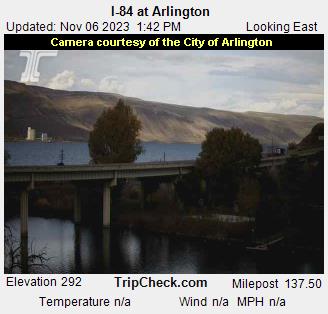 I-84 at Arlington
Updated: Nov 06 2023 1:42 PM Looking East
Camera courtesy of the City of Arlington
Elevation 292 TripCheck.com Milepost 137.50
Temperature n/a Wind n/a MPH n/a